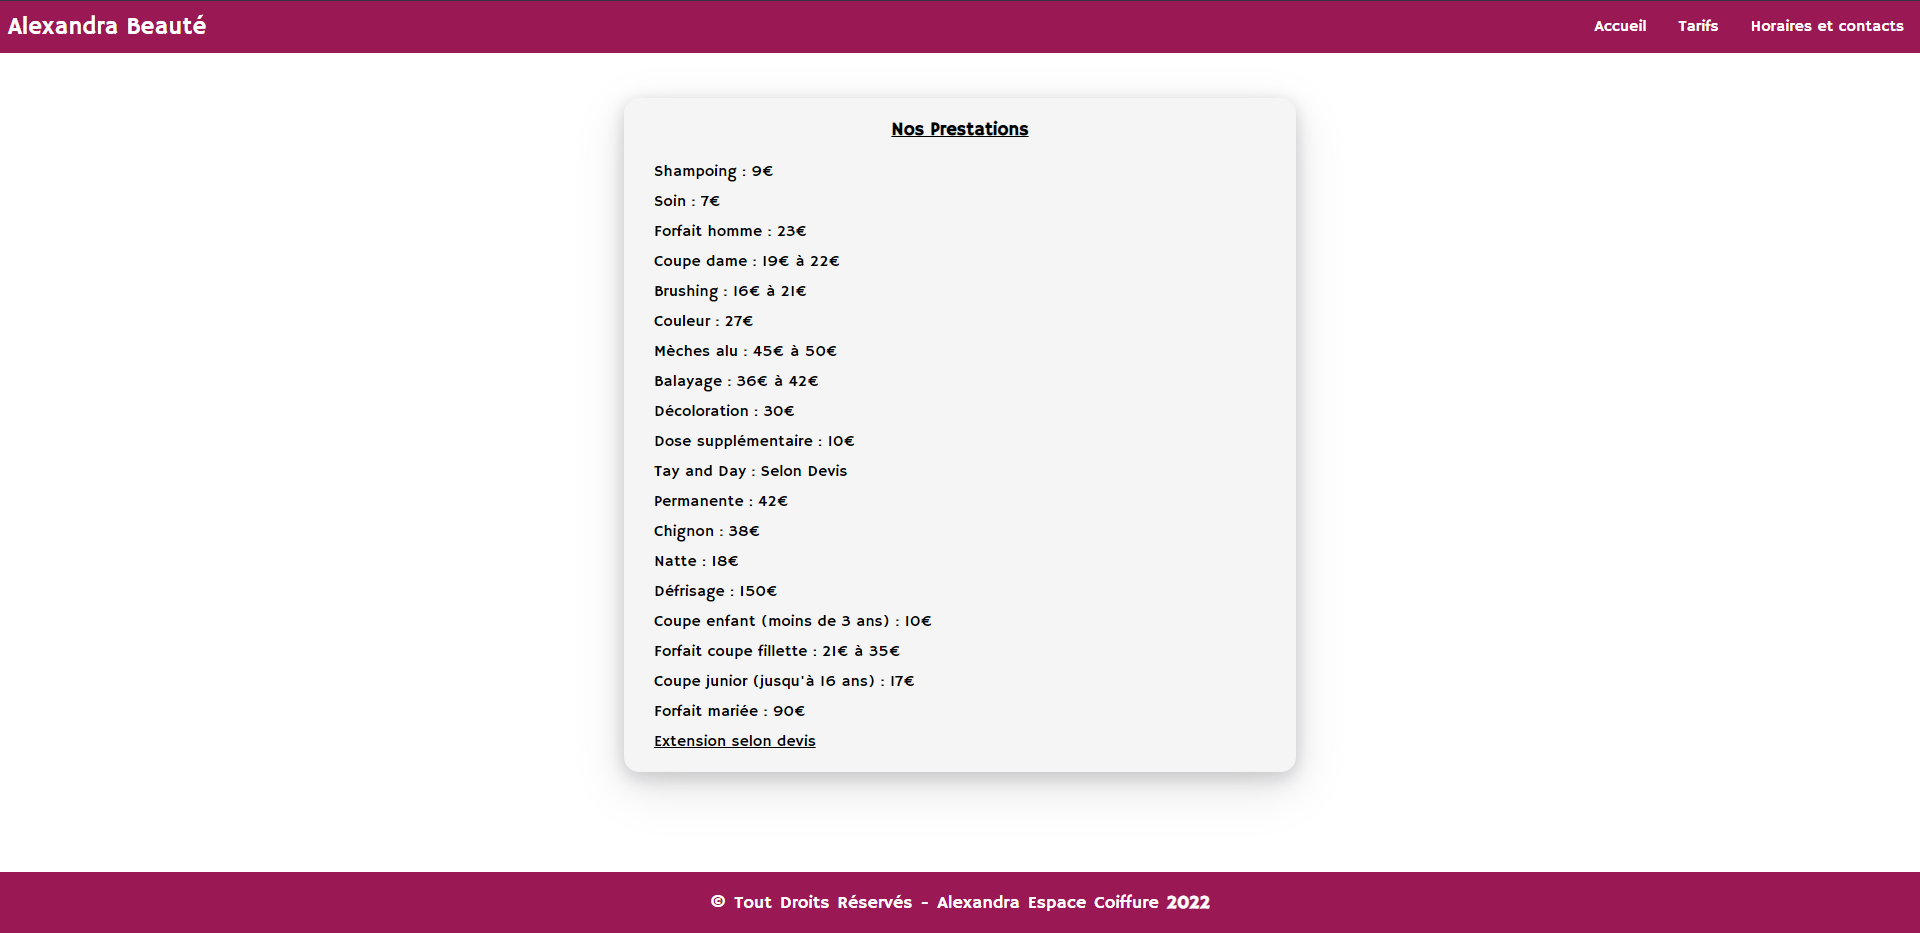 Alexandra Beauté
Accueil Tarifs Horaires et contacts
Nos Prestations
Shampoing : 9€
Soin : 7€
Forfait homme : 23€
Coupe dame : 19€ à 22€
Brushing : 16€ à 21€
Couleur : 27€
Mèches alu : 45€ à 50€
Balayage : 36€ à 42€
Décoloration : 30€
Dose supplémentaire : 10€
Tay and Day : Selon Devis
Permanente : 42€
Chignon : 38€
Natte : 18€
Défrisage : 150€
Coupe enfant (moins de 3 ans) : 10€
Forfait coupe fillette : 21€ à 35€
Coupe junior (jusqu'à 16 ans) : 17€
Forfait mariée : 90€
Extension selon devis
© Tout Droits Réservés - Alexandra Espace Coiffure 2022